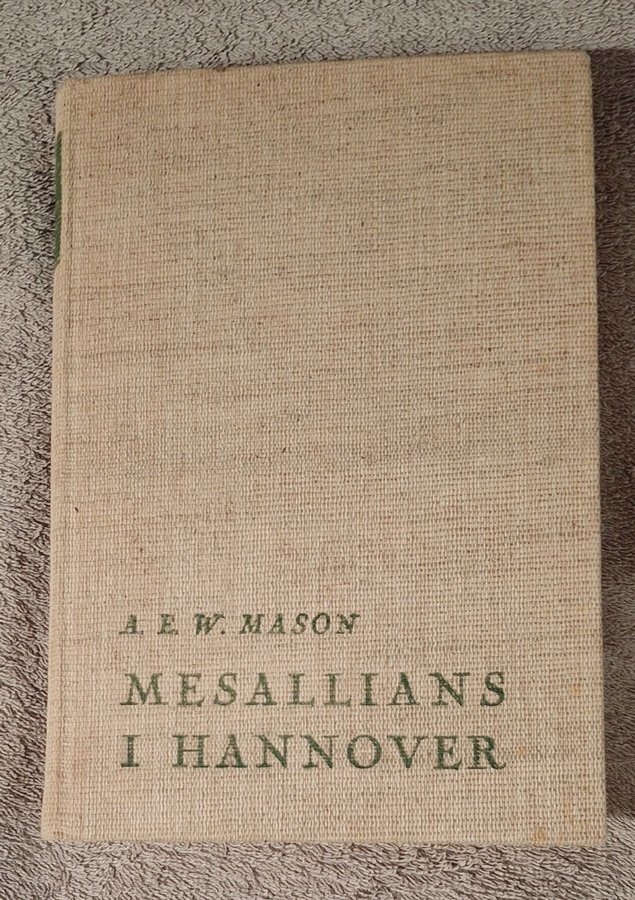 A. E. W. MASON
MESALLIANS
I HANNOVER